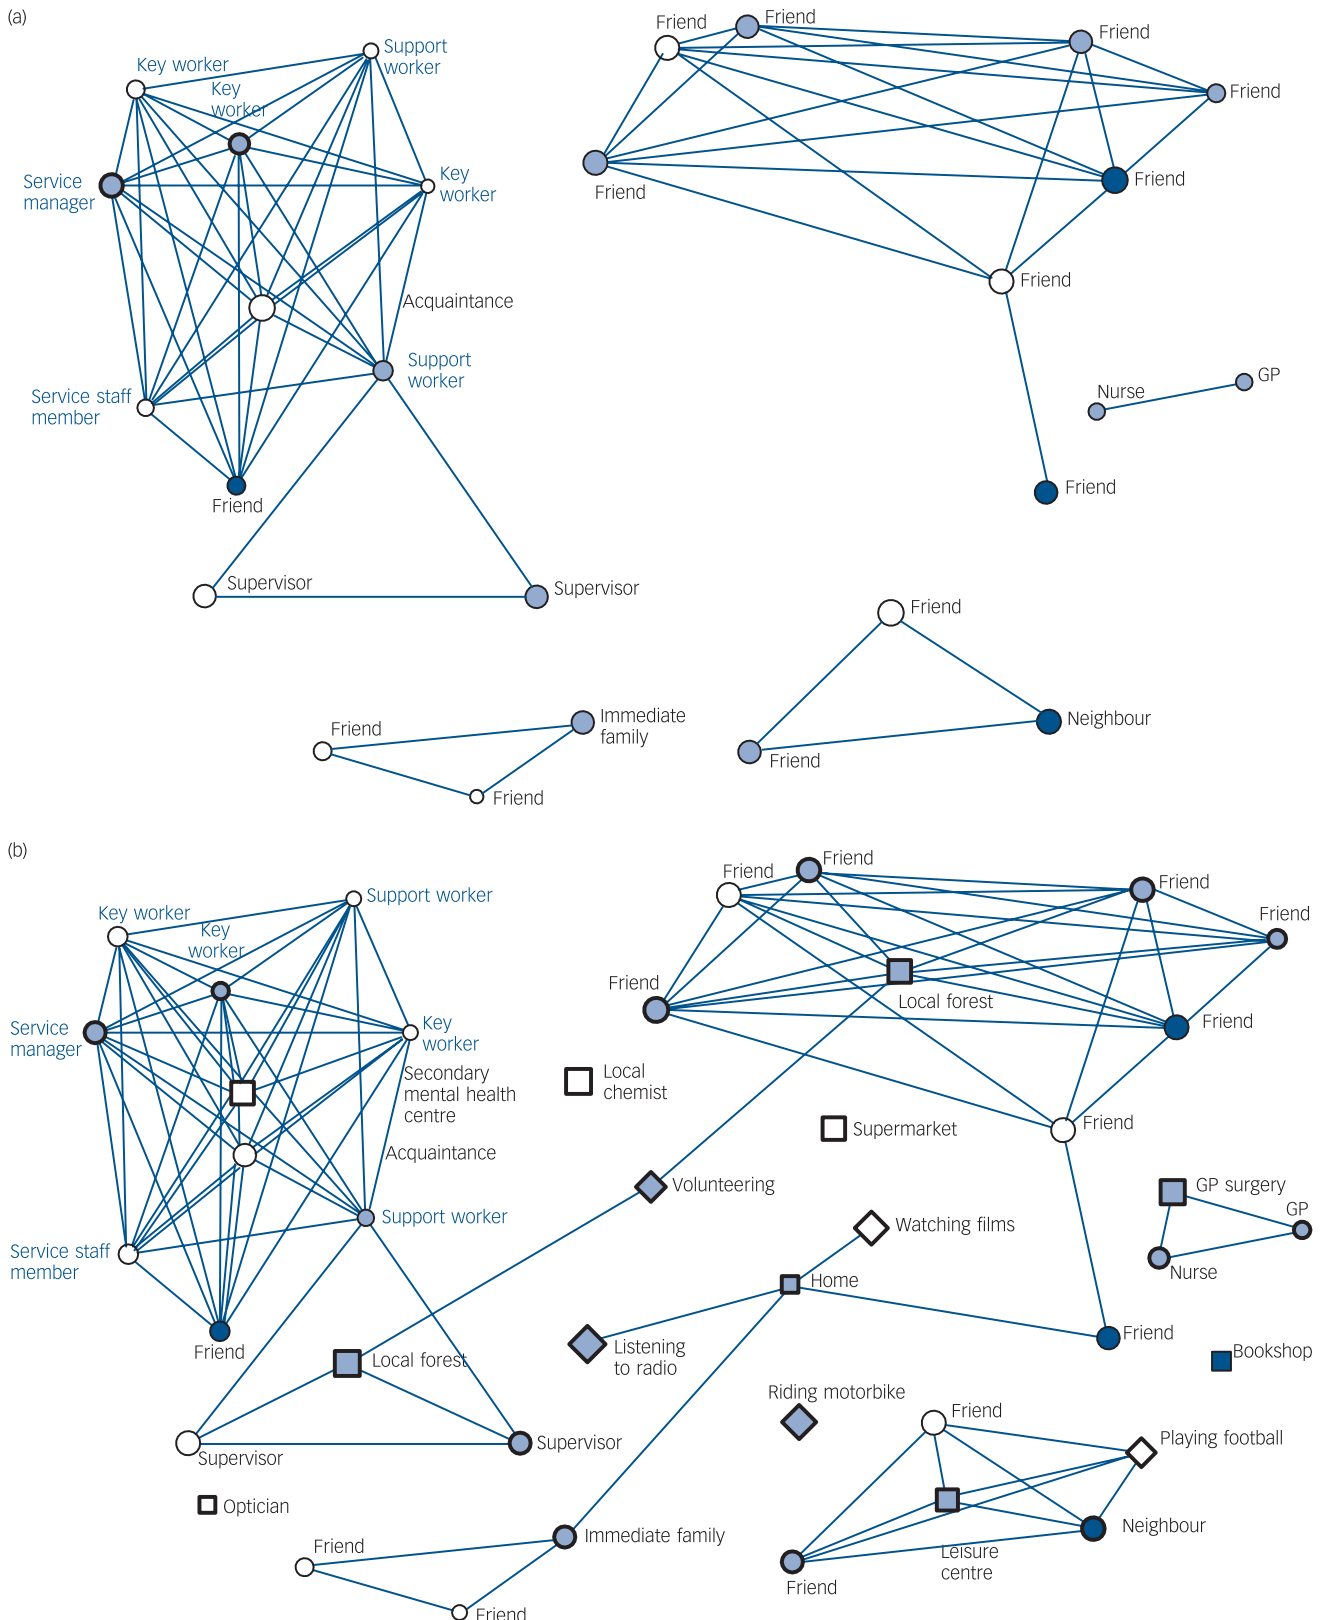 (a)
Friend
Friend
Friend
Support
worker
Key worker
Key
worker
Friend
Service
manager
Key
worker
Friend
Friend
Acquaintance
Friend
Support
worker
Service staff
member
Nurse
GP
Friend
Friend
Supervisor
Supervisor
Friend
Immediate
family
Neighbour
Friend
Friend
Friend
(b)
Friend
Friend
Support worker
Friend
Key worker
Key
worker
Friend
Friend
Local forest
Service
manager
Key
worker
Friend
Secondary
mental health
centre
Local
chemist
Supermarket
Friend
Acquaintance
Volunteering
GP surgery
GP
Support worker
Watching films
Service staff
member
Nurse
Home
Friend
Friend
Listening
to radio
Local forest
Bookshop
Riding motorbike
Friend
Playing football
Supervisor
Supervisor
Optician
Neighbour
Immediate family
Friend
Leisure
centre
Friend
Friend